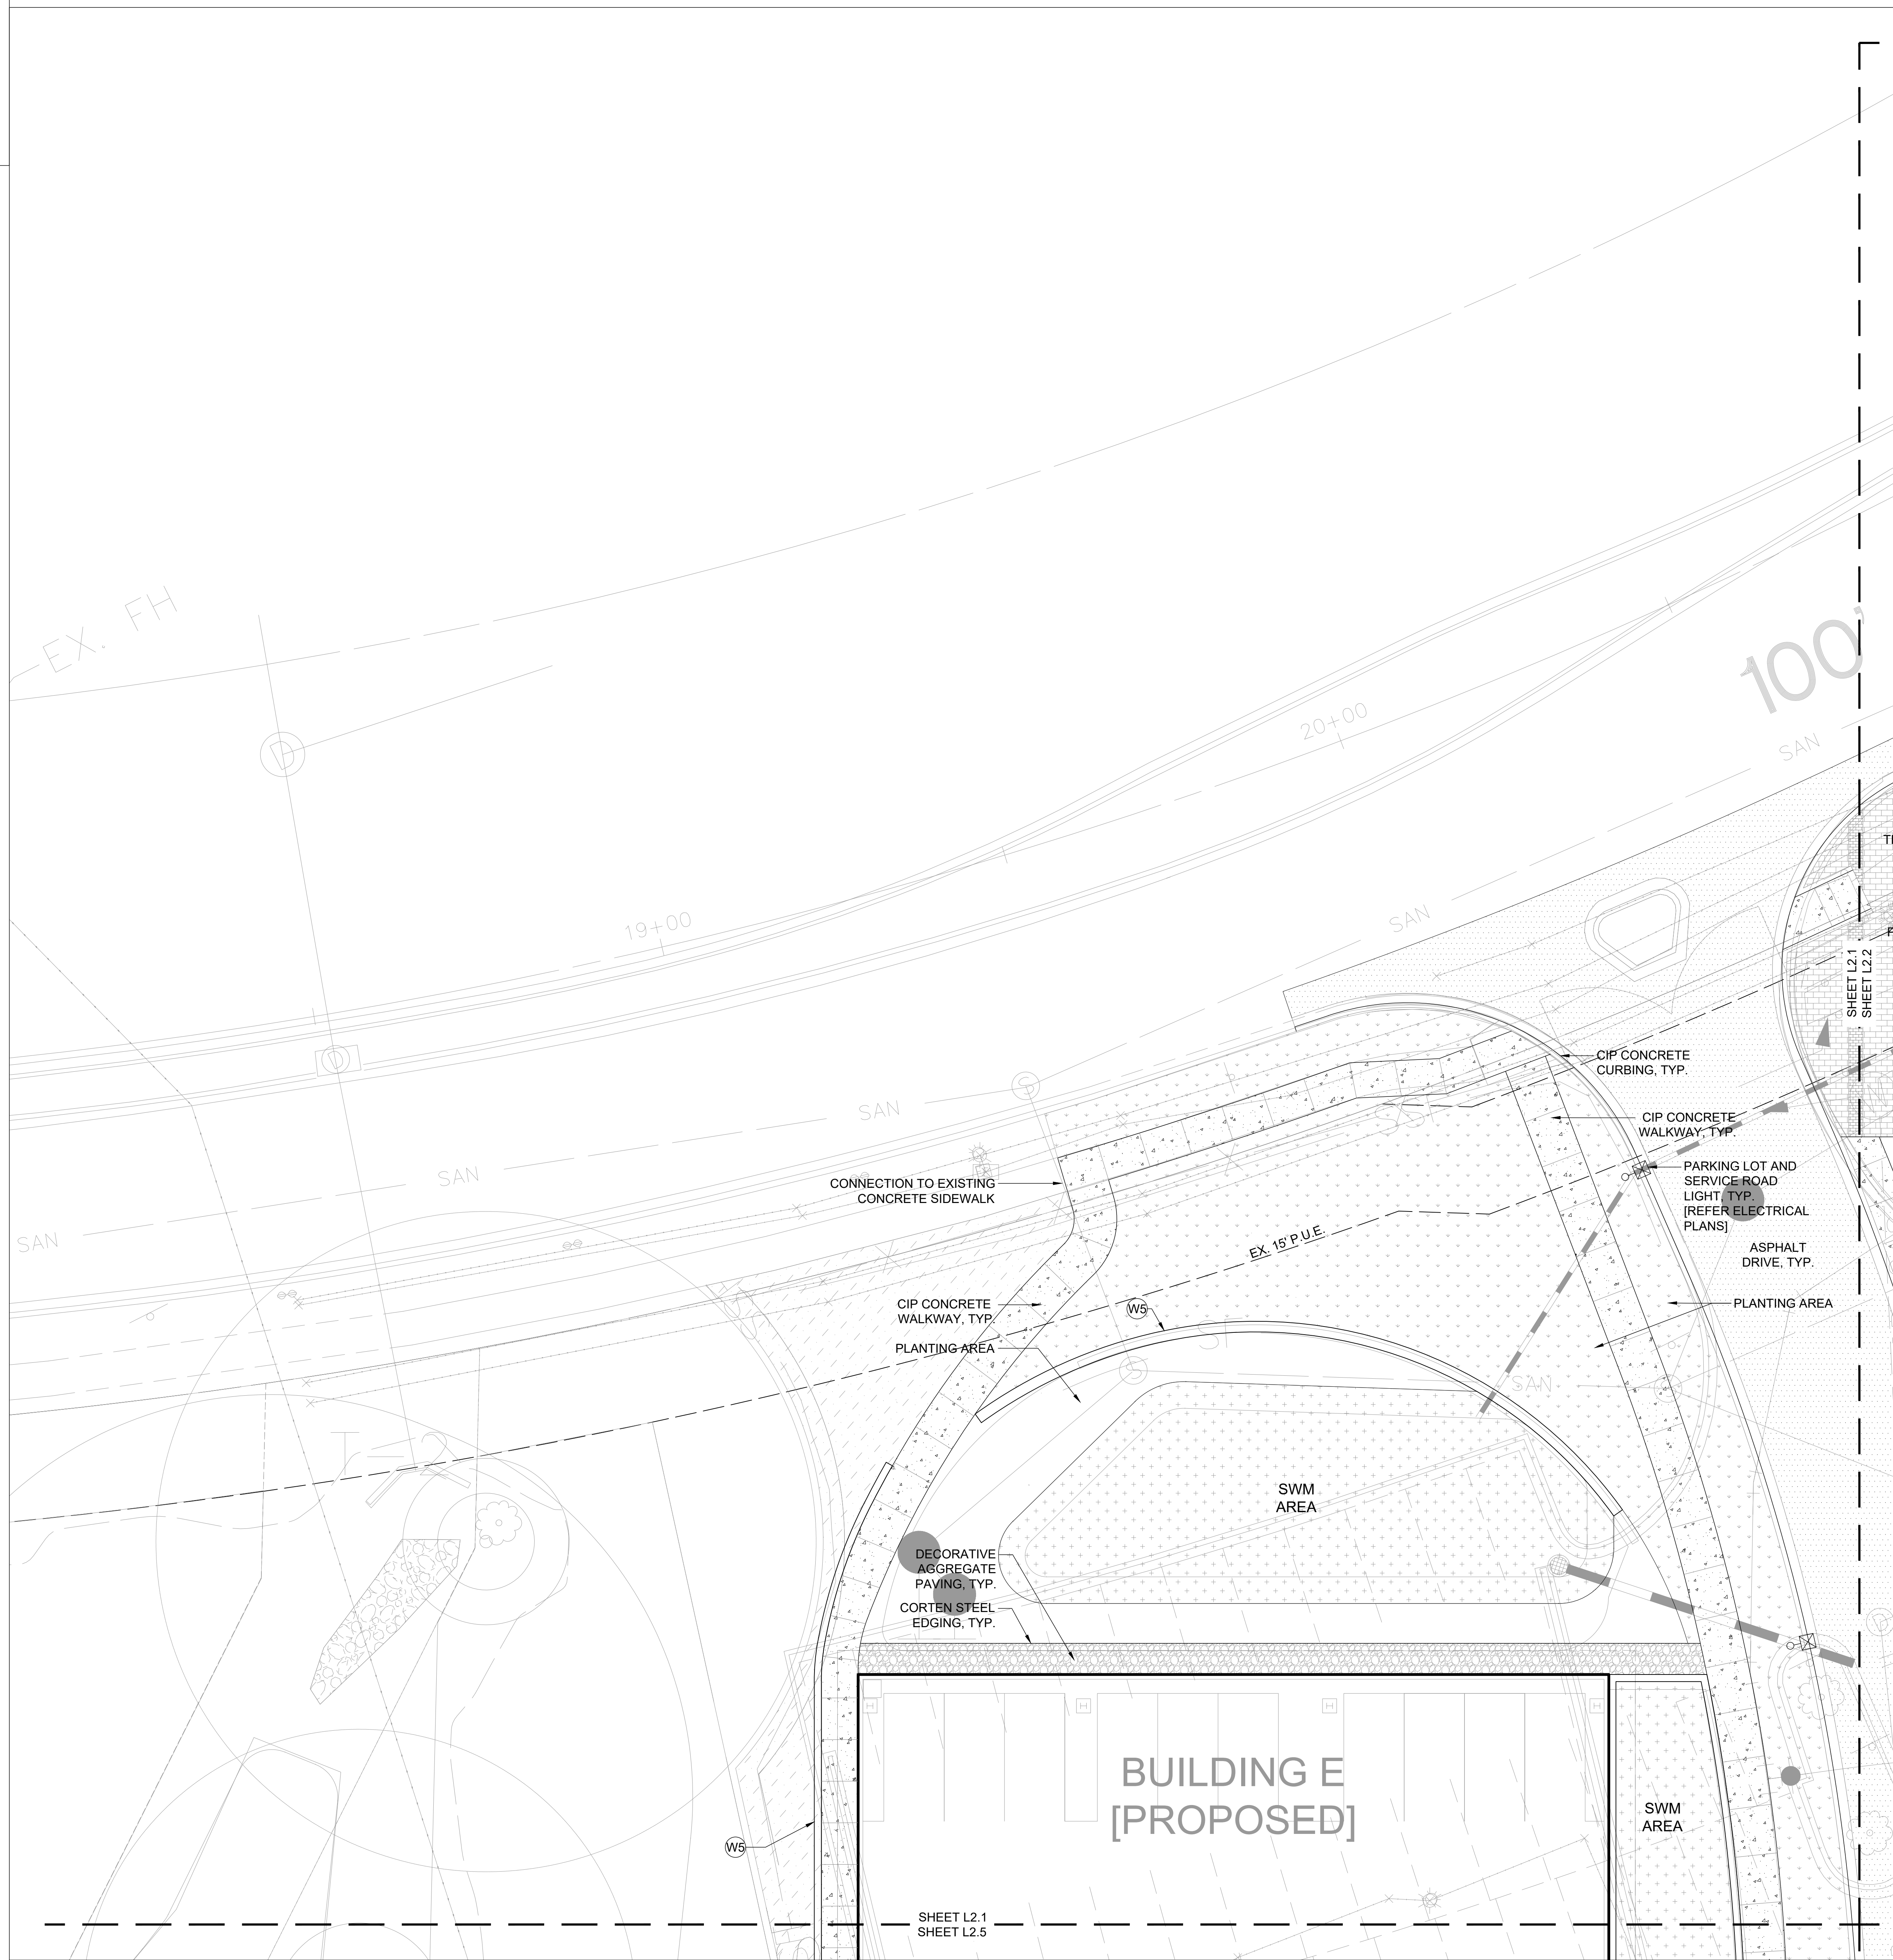 EX. FH
D
100'
20+00
SAN
TI
19+00
SAN
F
SHEET L2.1
SHEET L2.2
D
SAN
S
CIP CONCRETE
CURBING, TYP.
CIP CONCRETE
WALKWAY, TYP.
SAN
CONNECTION TO EXISTING
CONCRETE SIDEWALK
PARKING LOT AND
SERVICE ROAD
LIGHT, TYP.
[REFER ELECTRICAL
PLANS]
SAN
EX. 15' P.U.E.
ASPHALT
DRIVE, TYP.
CIP CONCRETE
WALKWAY, TYP.
W5
PLANTING AREA
PLANTING AREA
S
SAN
T-2
SWM
AREA
DECORATIVE
AGGREGATE
PAVING, TYP.
CORTEN STEEL
EDGING, TYP.
H
H
H
H
BUILDING E
[PROPOSED]
SWM
AREA
W5
SHEET L2.1
SHEET L2.5